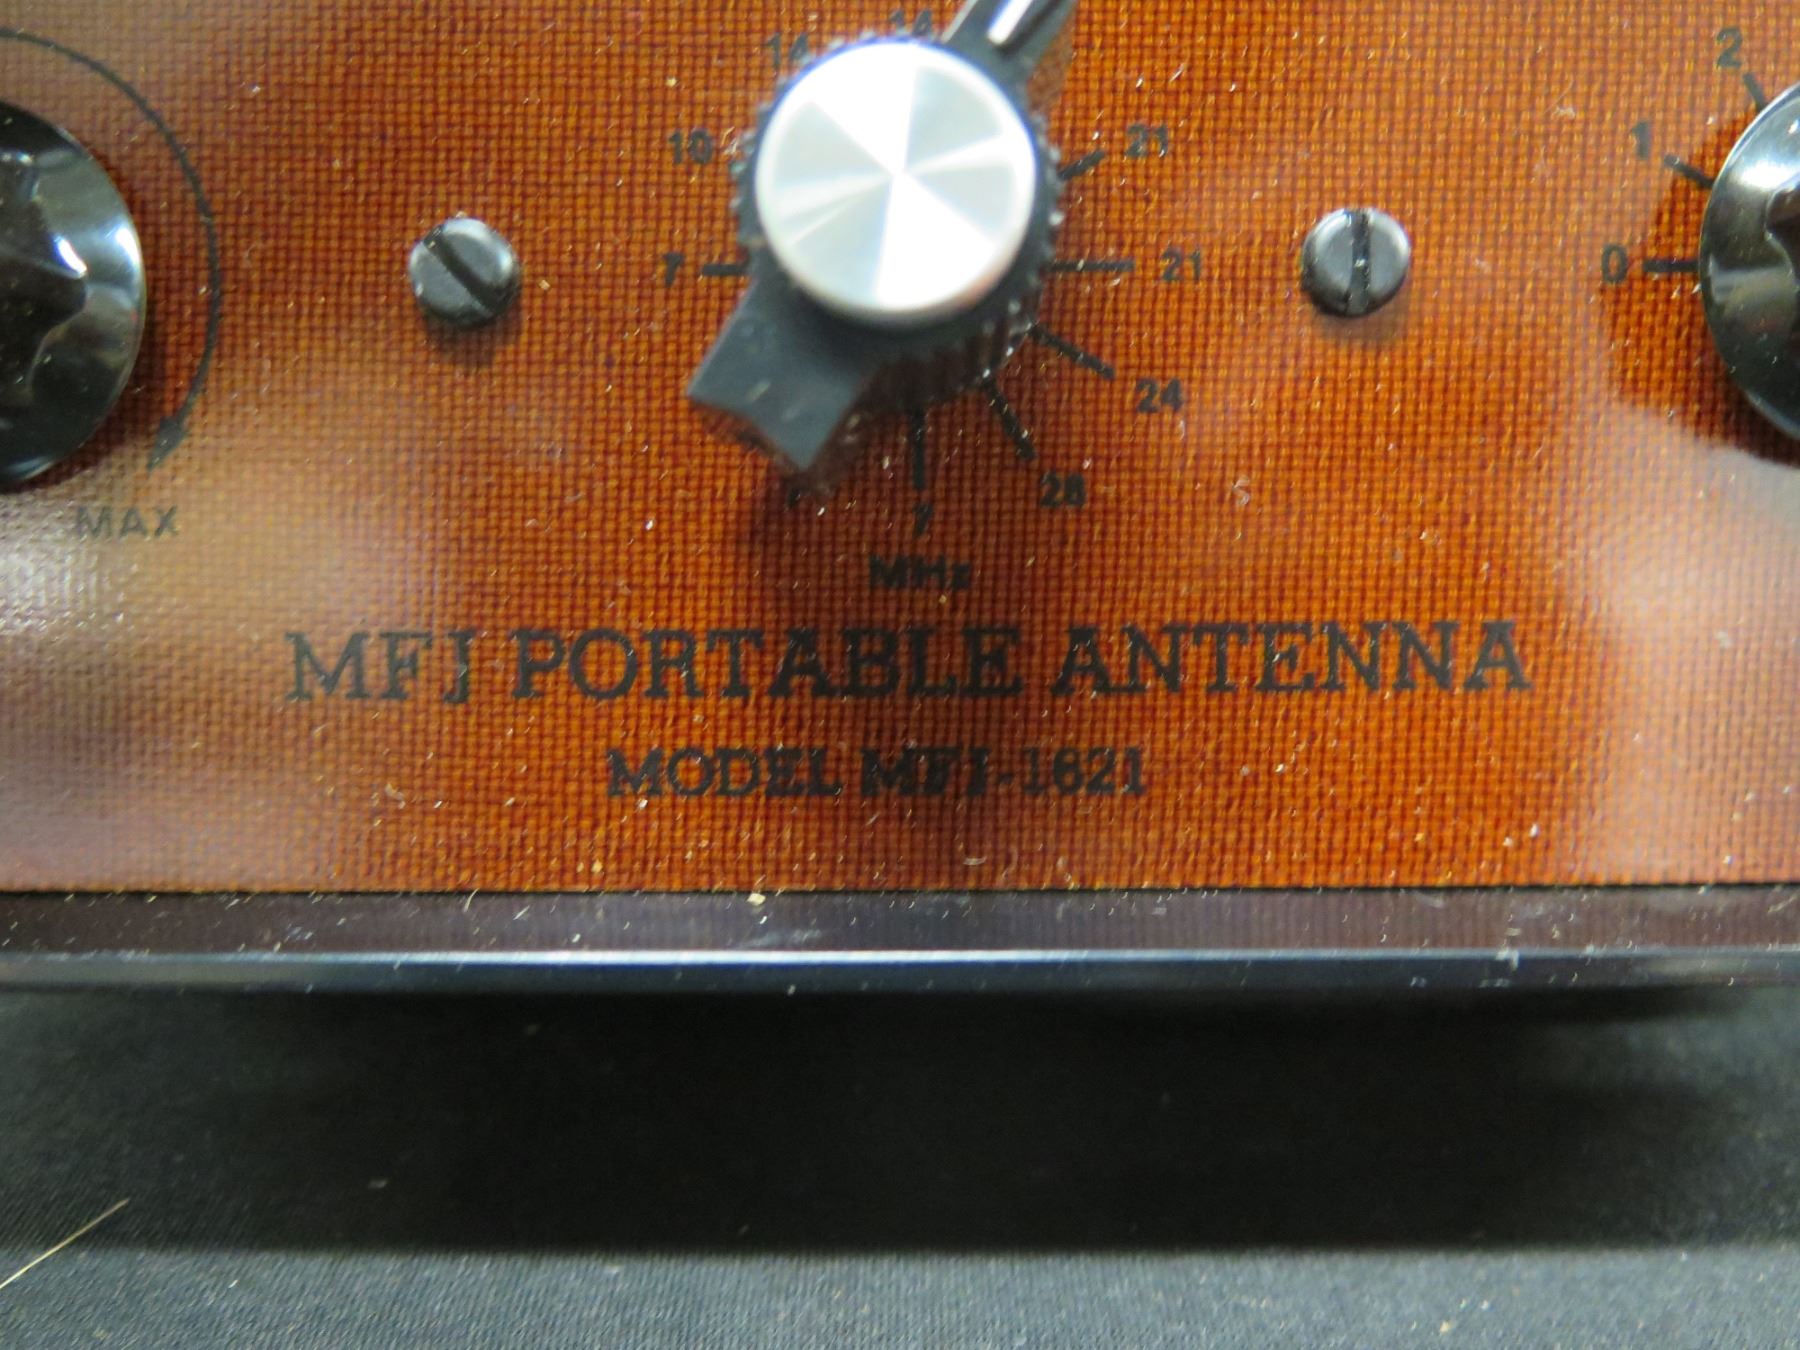 14 14
2
10
21
1
7
21
0
24
28
7
MAX
MHz
MFJ PORTABLE ANTENNA
MODEL MFJ-1621